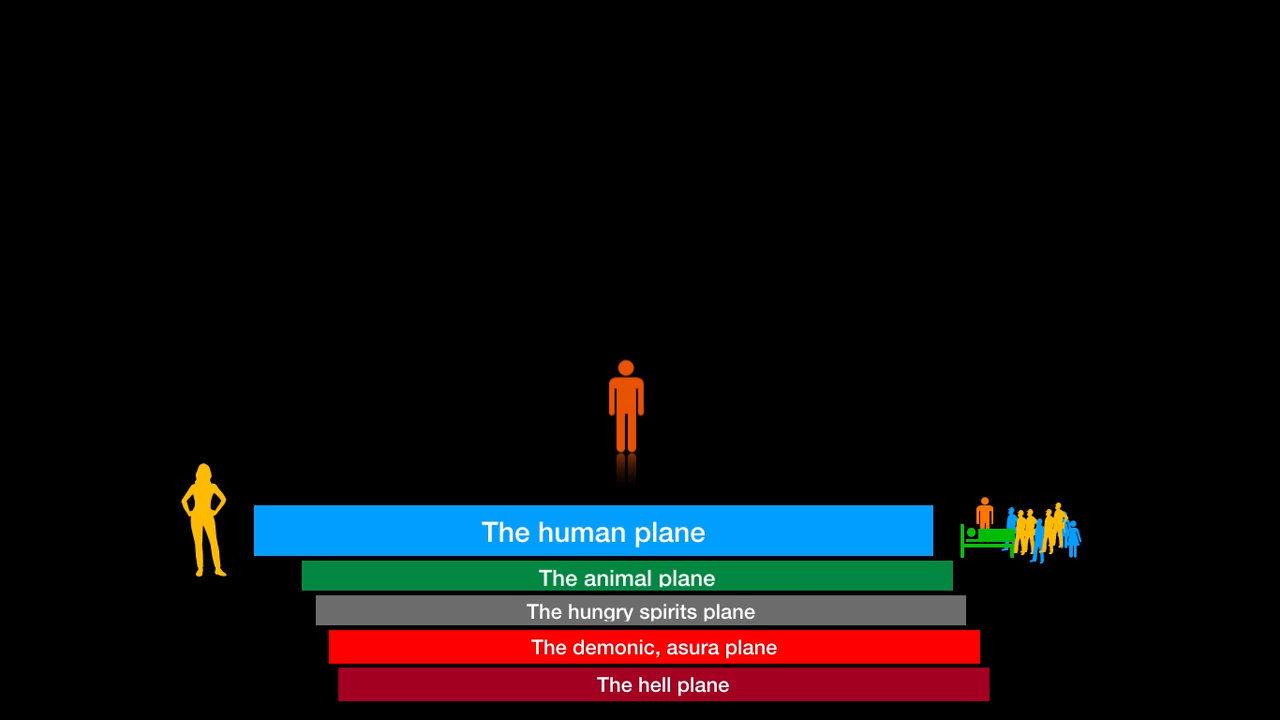 The human plane
The animal plane
The hungry spirits plane
The demonic, asura plane
The hell plane